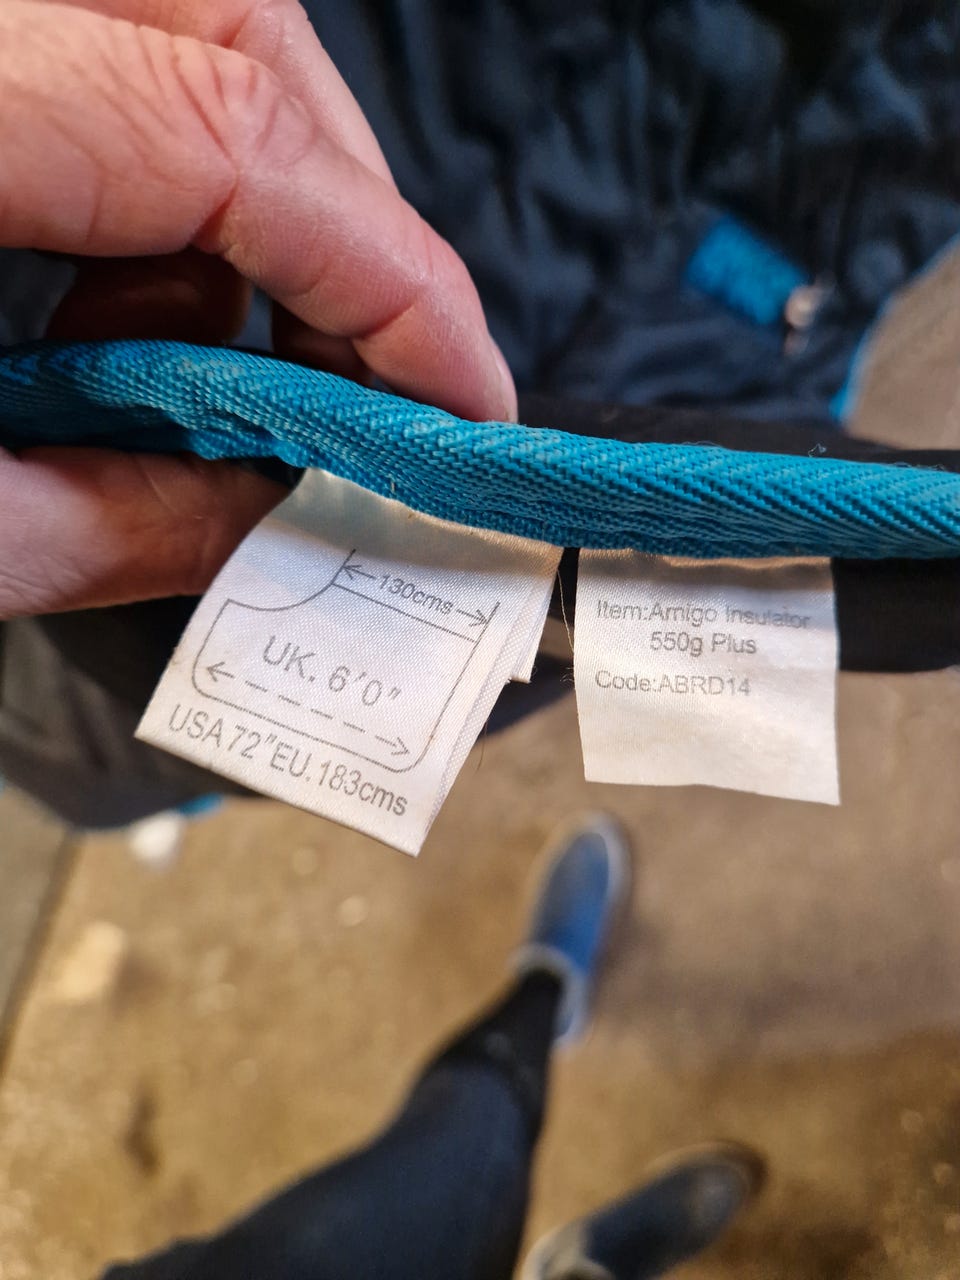 130cms
UK. 6'0"
USA 72" EU. 183cms
Item:Amigo Insulator
550g Plus
Code:ABRD14